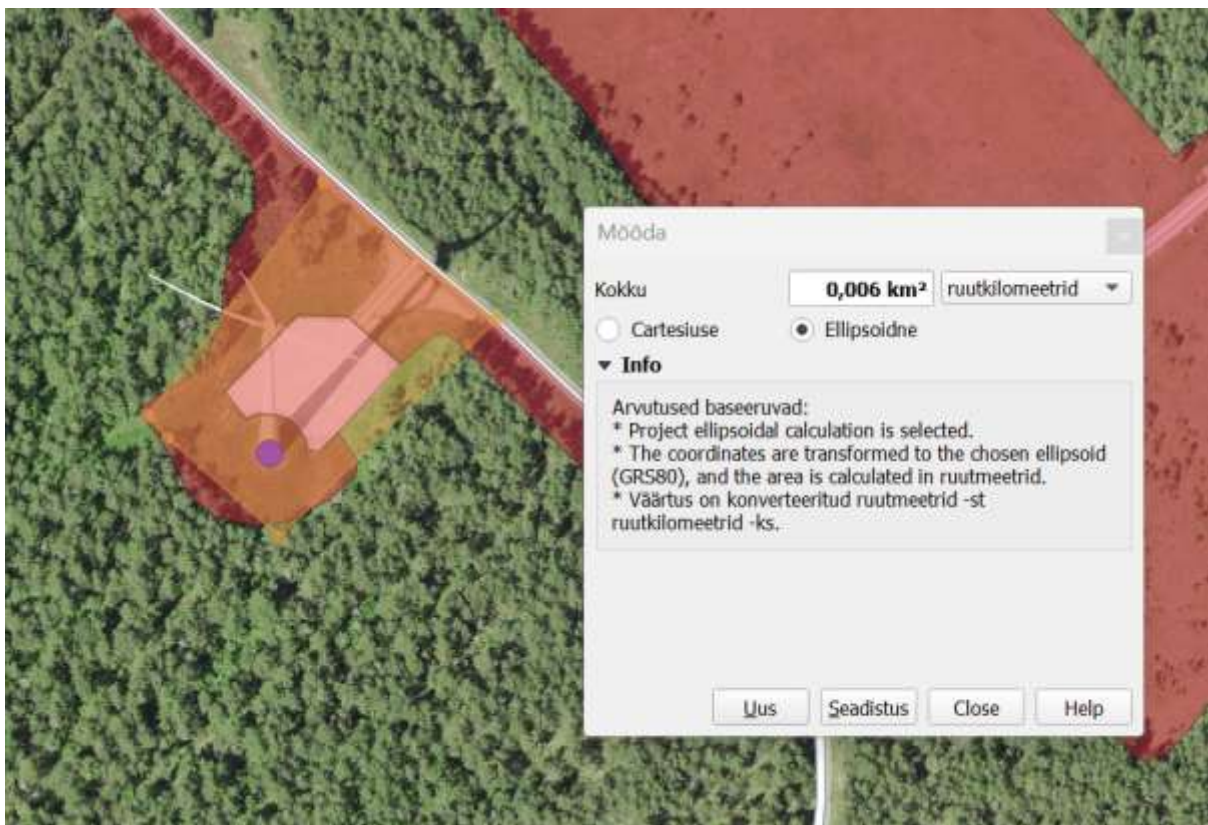 Mõõda
Kokku 0,006 km² ruutkilomeetrid
Cartesiuse Ellipsoidne
Info
Arvutused baseeruvad:
* Project ellipsoidal calculation is selected.
* The coordinates are transformed to the chosen ellipsoid
(GRS80), and the area is calculated in ruutmeetrid.
* Väärtus on konverteeritud ruutmeetrid -st
ruutkilomeetrid -ks.
Uus Seadistus Close Help